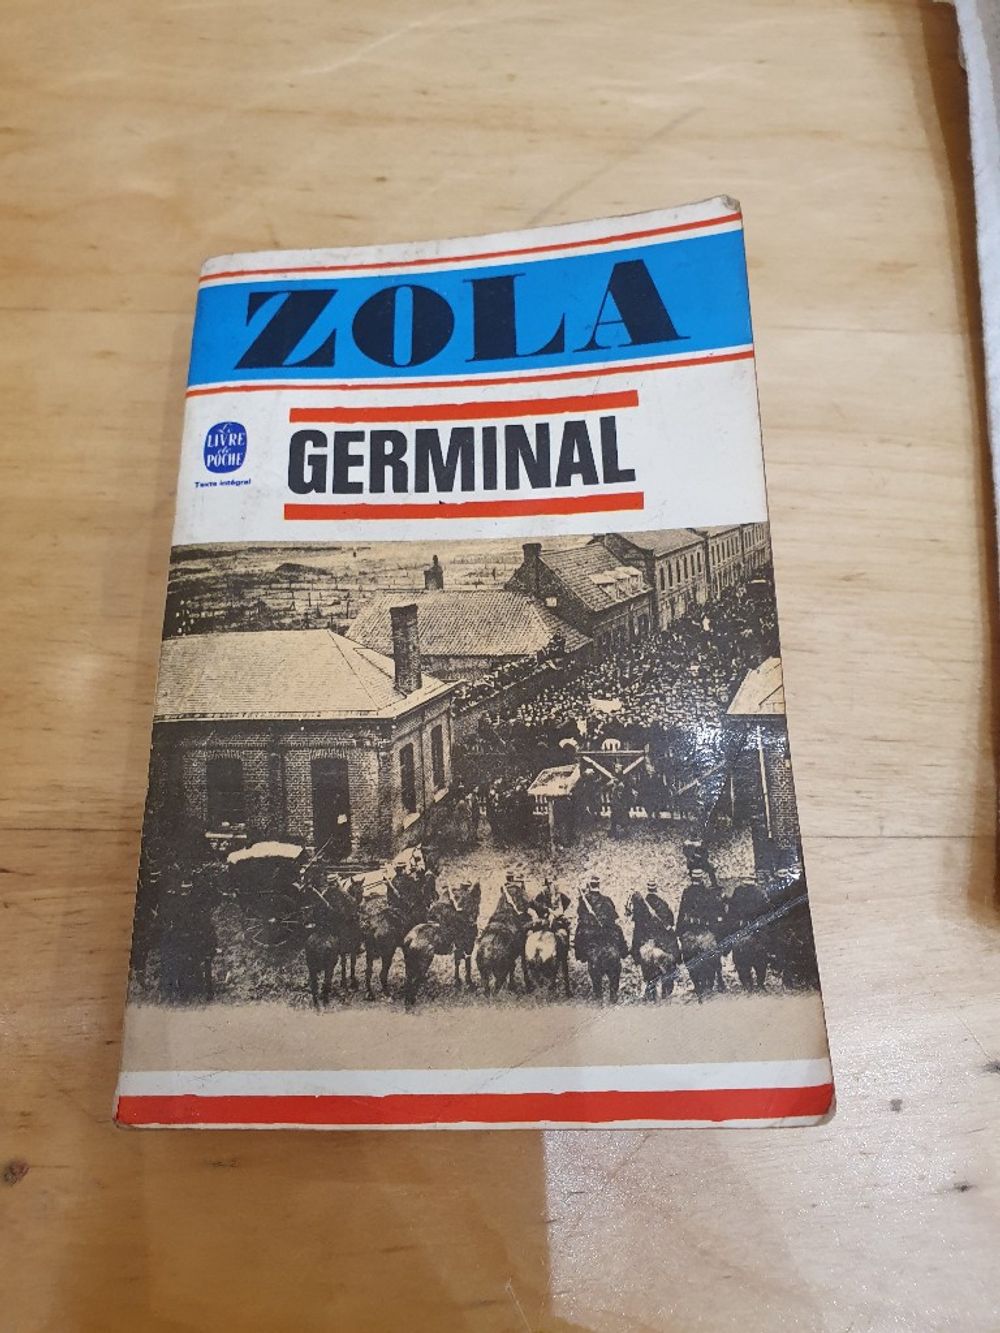 ZOLA
Le
LIVRE
de
POCHE
Texte intégral
GERMINAL